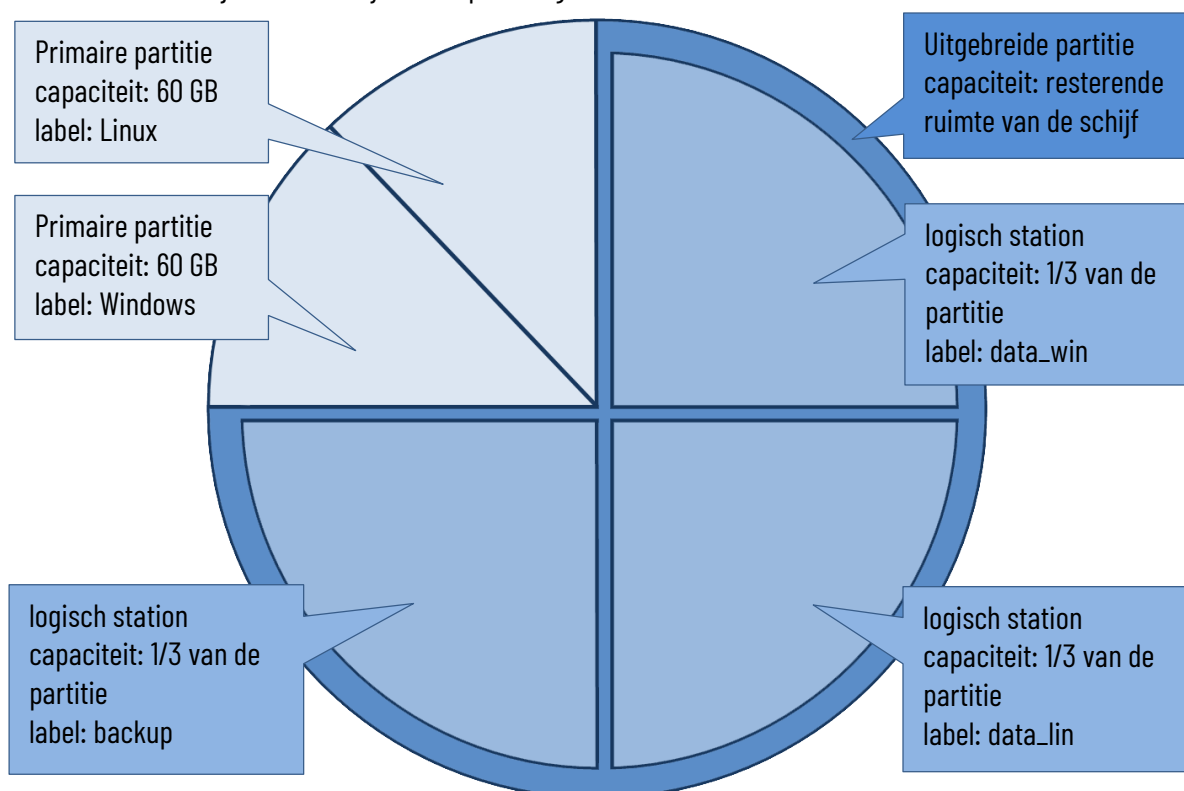 Primaire partitie
capaciteit: 60 GB
label: Linux
Uitgebreide partitie
capaciteit: resterende
ruimte van de schijf
Primaire partitie
capaciteit: 60 GB
label: Windows
logisch station
capaciteit: 1/3 van de
partitie
label: data_win
logisch station
capaciteit: 1/3 van de
partitie
label: backup
logisch station
capaciteit: 1/3 van de
partitie
label: data_lin